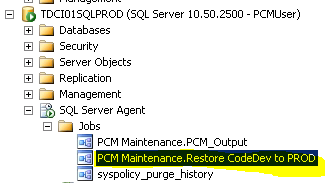 Management
TDCI01SQLPROD (SQL Server 10.50.2500 - PCMUser)
Databases
Security
Server Objects
Replication
Management
SQL Server Agent
Jobs
PCM Maintenance.PCM_Output
PCM Maintenance.Restore CodeDev to PROD
syspolicy_purge_history